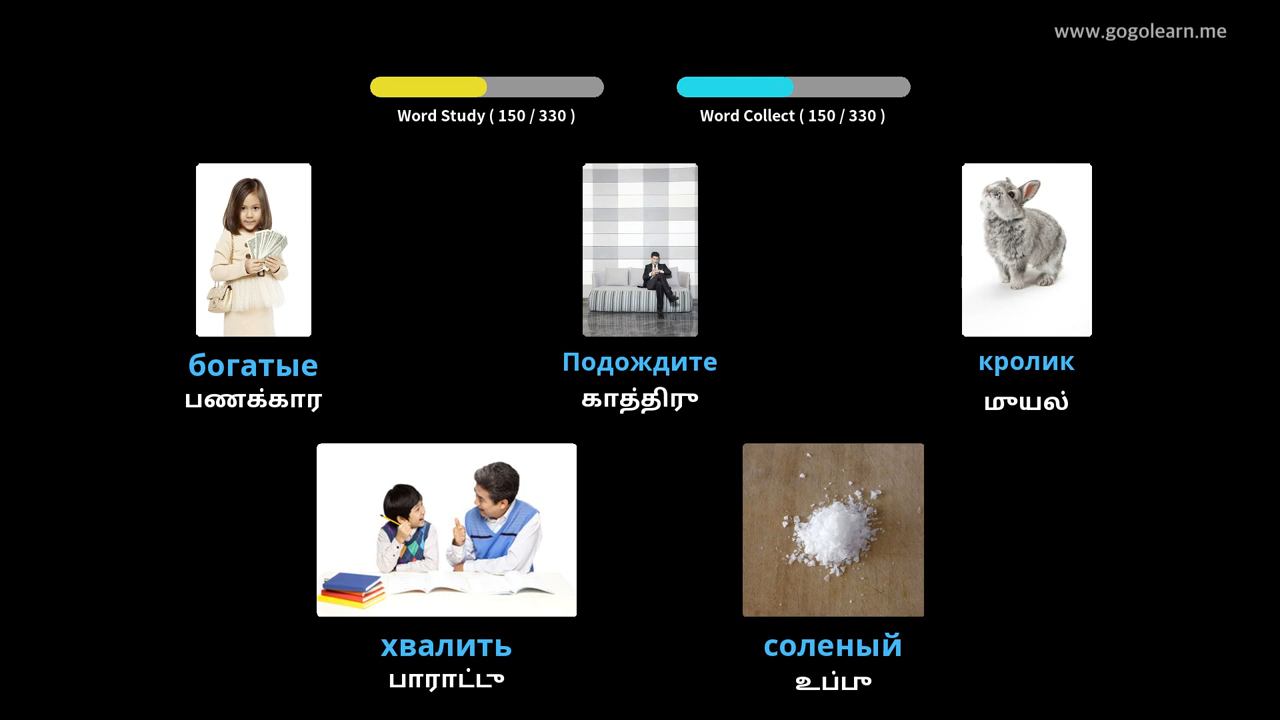 www.gogolearn.me
Word Study ( 150 / 330 )
Word Collect ( 150 / 330 )
богатые
பணக்கார
Подождите
காத்திரு
кролик
முயல்
хвалить
பாராட்டு
соленый
உப்பு